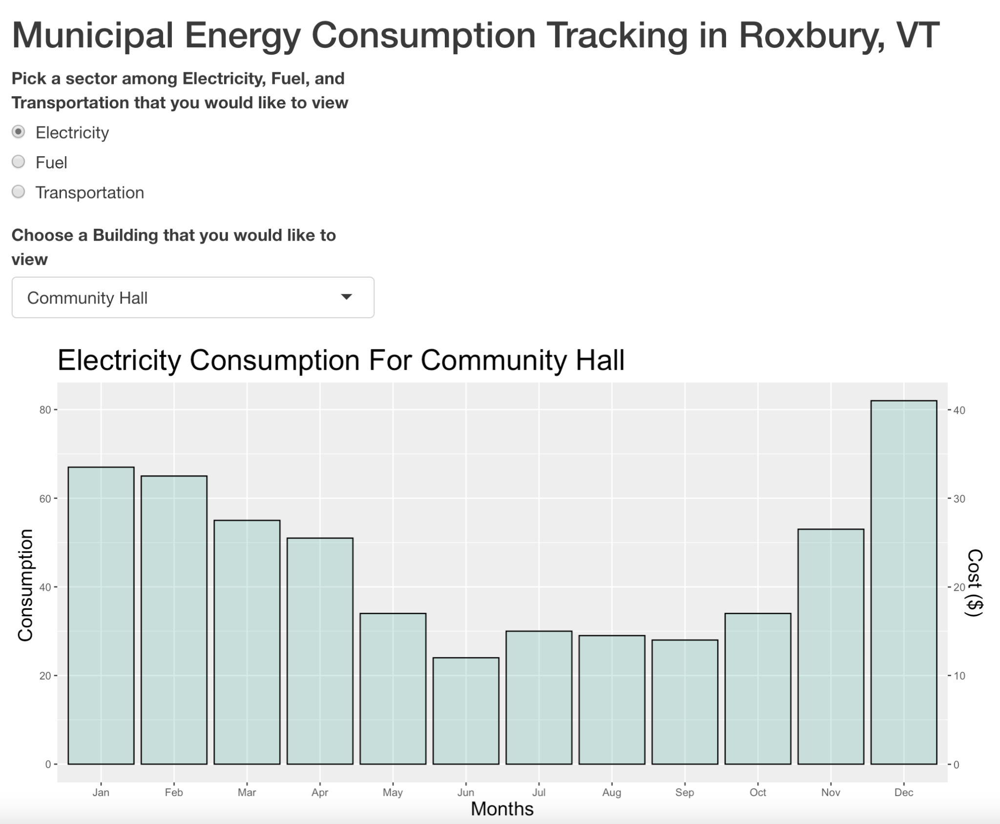 Municipal Energy Consumption Tracking in Roxbury, VT
Pick a sector among Electricity, Fuel, and
Transportation that you would like to view
Electricity
Fuel
Transportation
Choose a Building that you would like to
view
Community Hall
Electricity Consumption For Community Hall
Consumption
80
60
40
20
0
40
30
20
10
0
Cost ($)
Jan Feb Mar Apr May Jun Jul Aug Sep Oct Nov Dec
Months